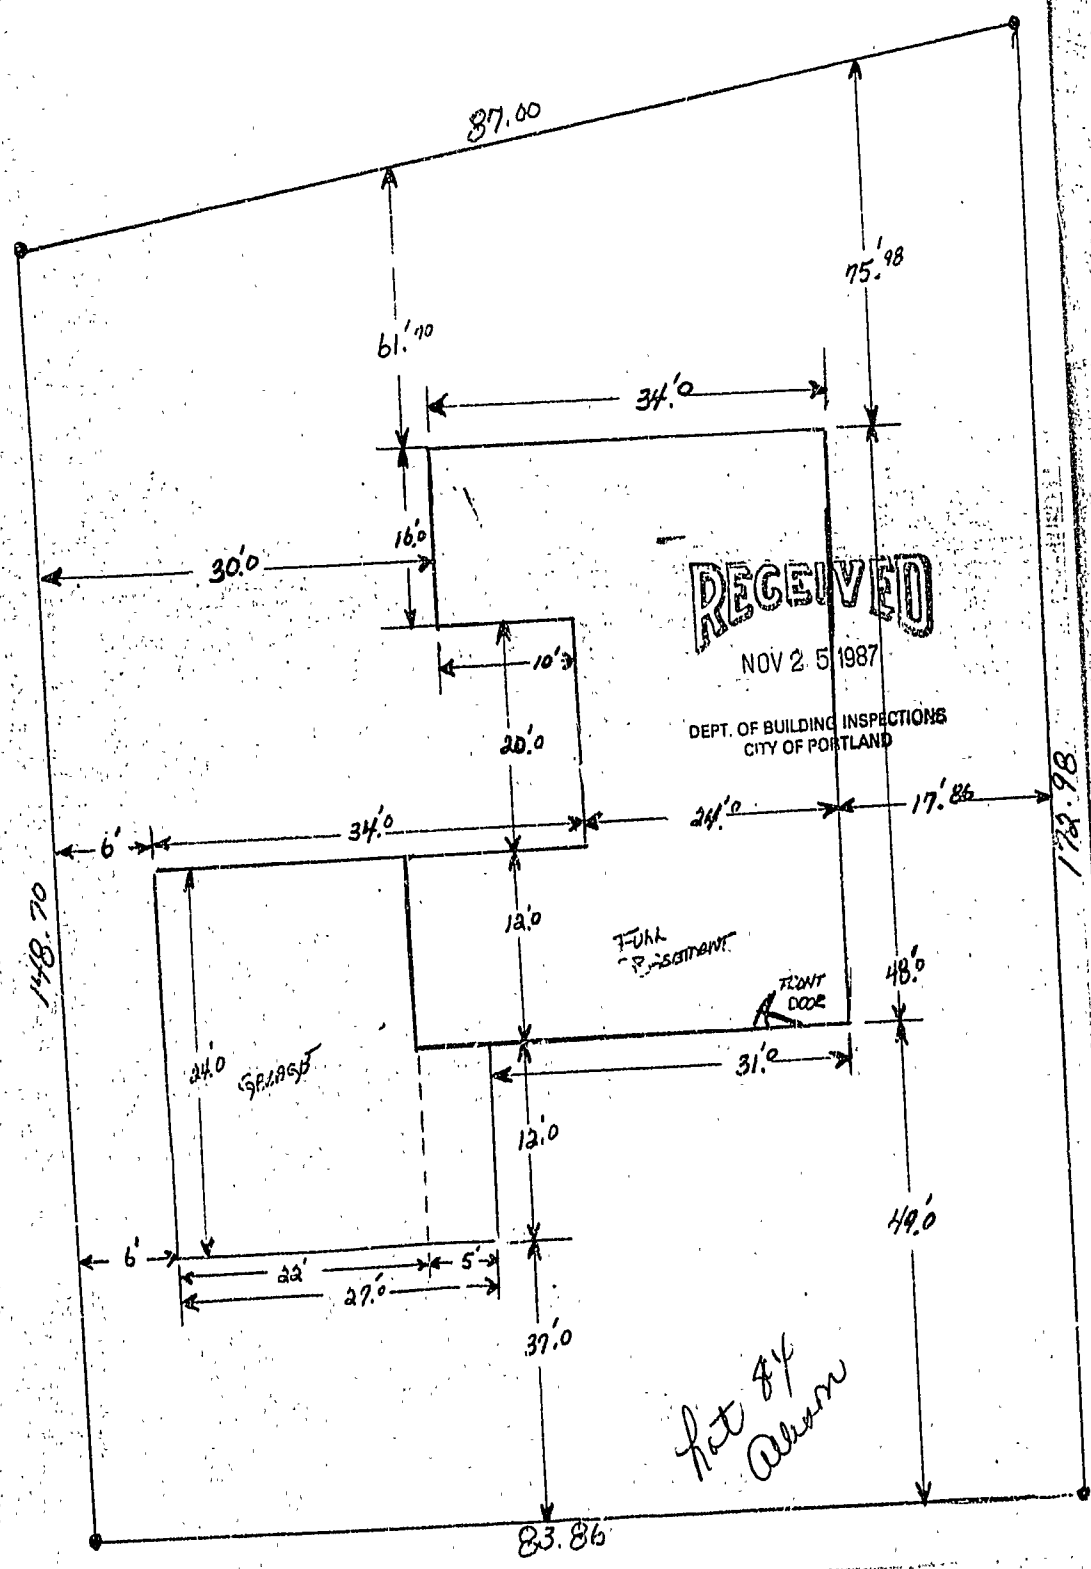 87.00
75.'98
61.'70
34.'0
16.'0
30.'0
RECEIVED
NOV 25 1987
10'
DEPT. OF BUILDING INSPECTIONS
CITY OF PORTLAND
20.'0
172.98
17.'86
24.'0
34.'0
6'
148.70
12.'0
FULL
BASEMENT
48.'0
FRONT
DOOR
31.'0
24.'0
GARAGE
12.'0
49.'0
6'
22'
5'
27.'0
37.'0
Lot 84
83.86